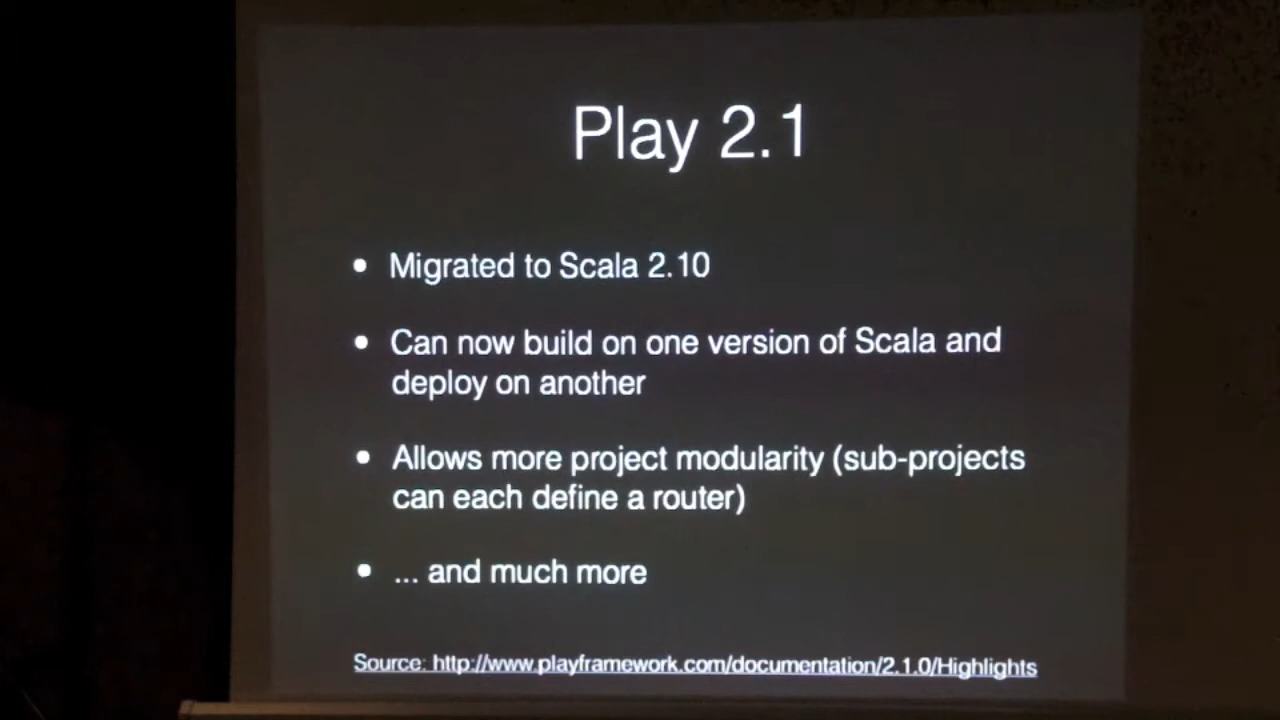 Play 2.1
• Migrated to Scala 2.10
• Can now build on one version of Scala and
deploy on another
• Allows more project modularity (sub-projects
can each define a router)
• ... and much more
Source: http://www.playframework.com/documentation/2.1.0/Highlights